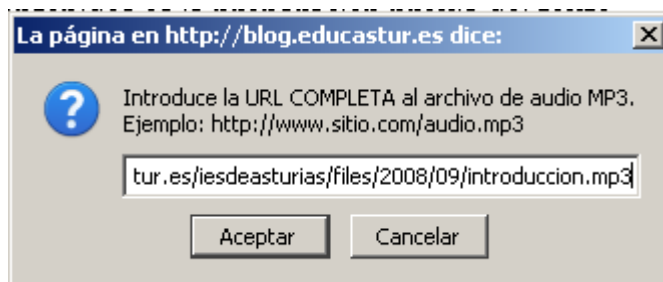 La página en http://blog.educastur.es dice:
Introduce la URL COMPLETA al archivo de audio MP3.
Ejemplo: http://www.sitio.com/audio.mp3
tur.es/iesdeasturias/files/2008/09/introduccion.mp3
Aceptar
Cancelar